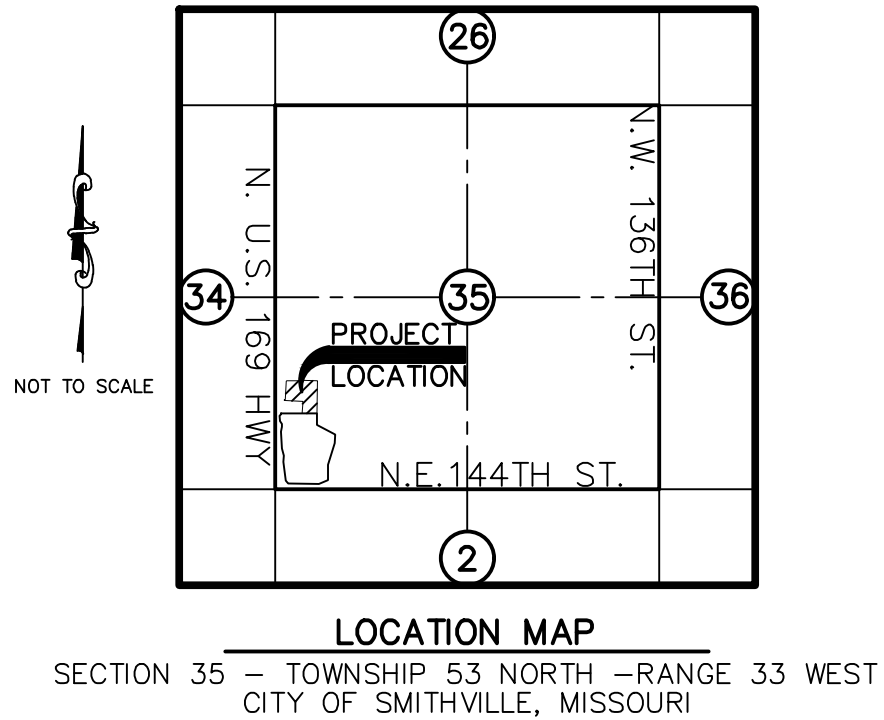 26
N.W. 136TH ST.
N. U.S. 169 HWY
34
35
36
PROJECT
LOCATION
NOT TO SCALE
N.E.144TH ST.
2
LOCATION MAP
SECTION 35 – TOWNSHIP 53 NORTH –RANGE 33 WEST
CITY OF SMITHVILLE, MISSOURI